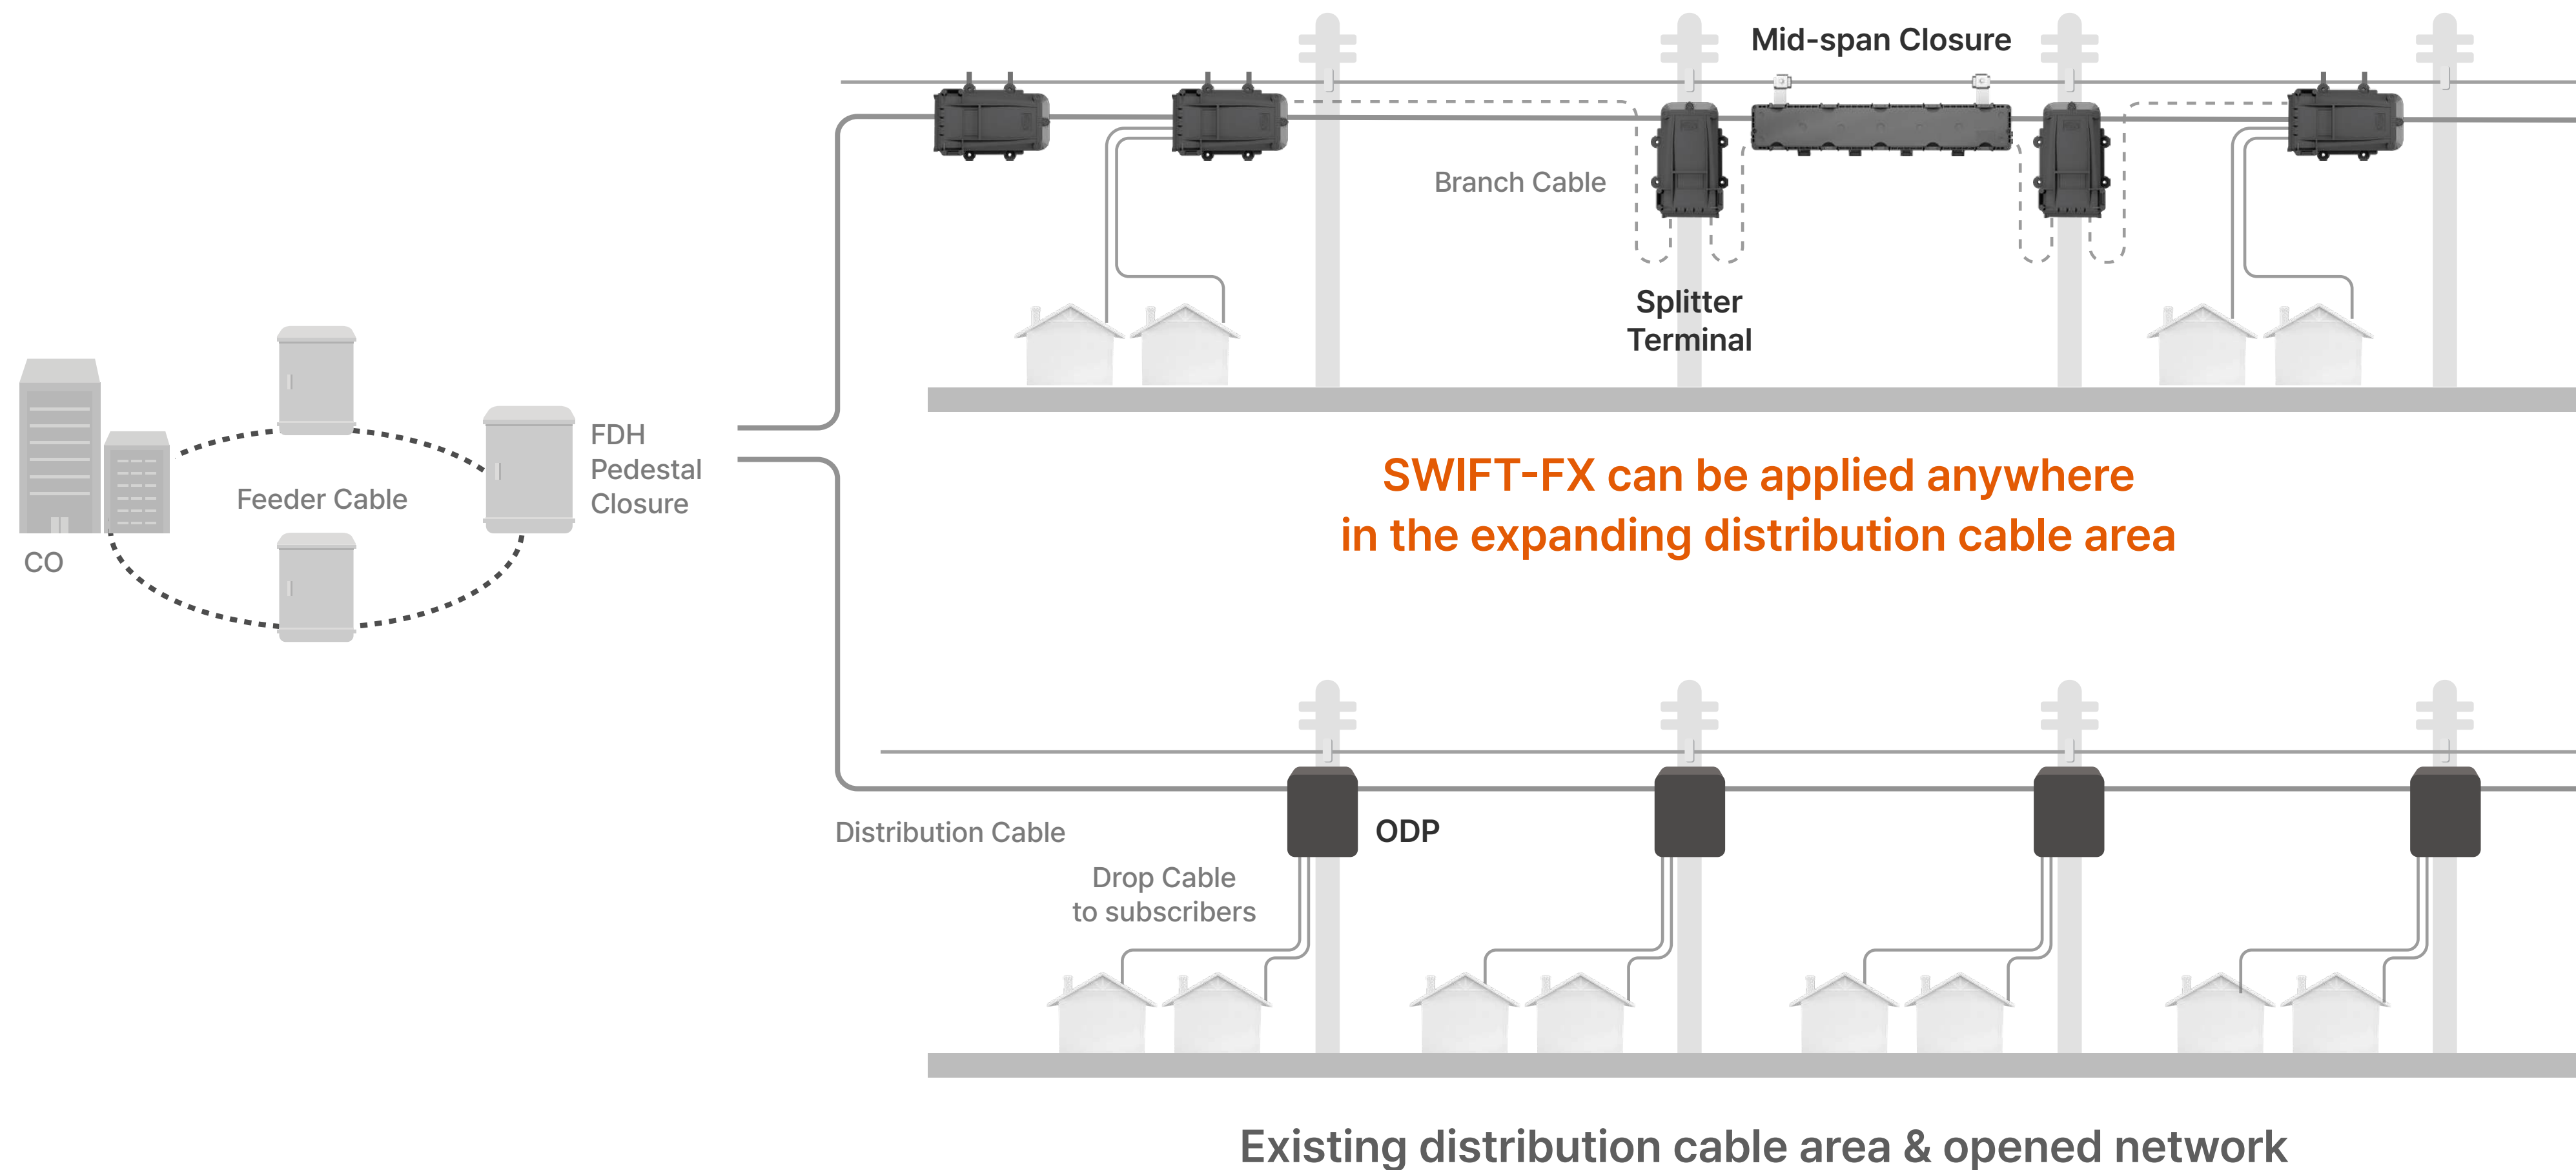 Mid-span Closure
Branch Cable
Splitter
Terminal
FDH
Pedestal
Closure
Feeder Cable
CO
SWIFT-FX can be applied anywhere
in the expanding distribution cable area
Distribution Cable
ODP
Drop Cable
to subscribers
Existing distribution cable area & opened network